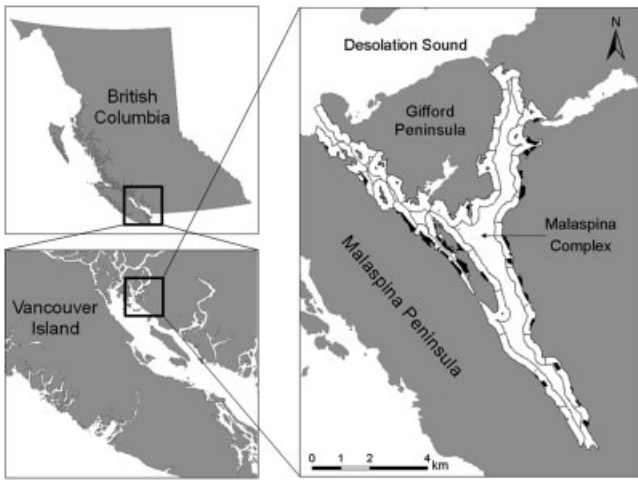 British
Columbia
Vancouver
Island
Desolation Sound
N
Gifford
Peninsula
Malaspina
Complex
Malaspina Peninsula
0 1 2 4
km